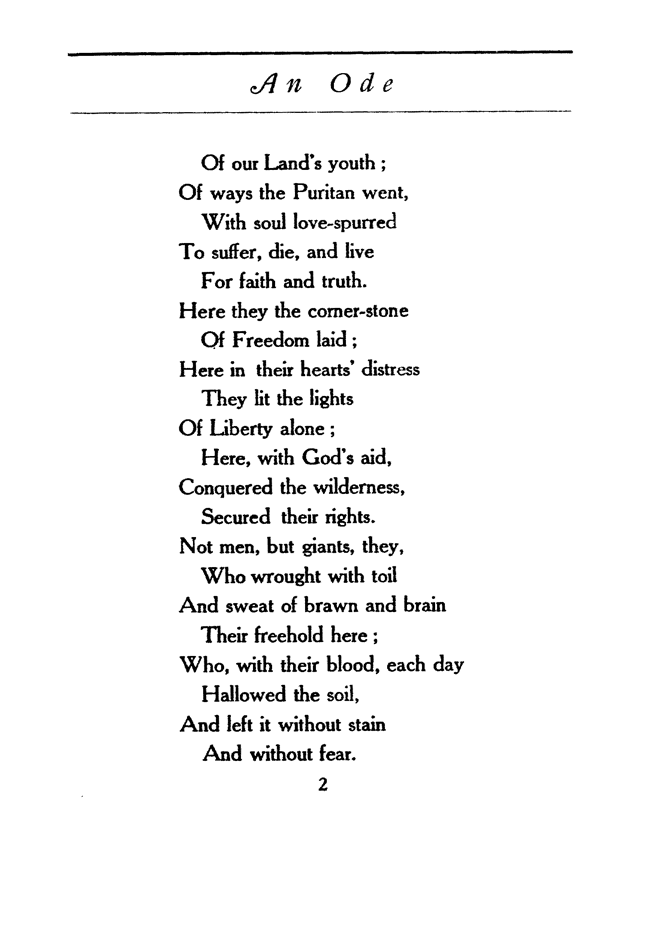 An Ode
Of our Land's youth ;
Of ways the Puritan went,
With soul love-spurred
To suffer, die, and live
For faith and truth.
Here they the corner-stone
Of Freedom laid ;
Here in their hearts' distress
They lit the lights
Of Liberty alone ;
Here, with God's aid,
Conquered the wilderness,
Secured their rights.
Not men, but giants, they,
Who wrought with toil
And sweat of brawn and brain
Their freehold here ;
Who, with their blood, each day
Hallowed the soil,
And left it without stain
And without fear.
2